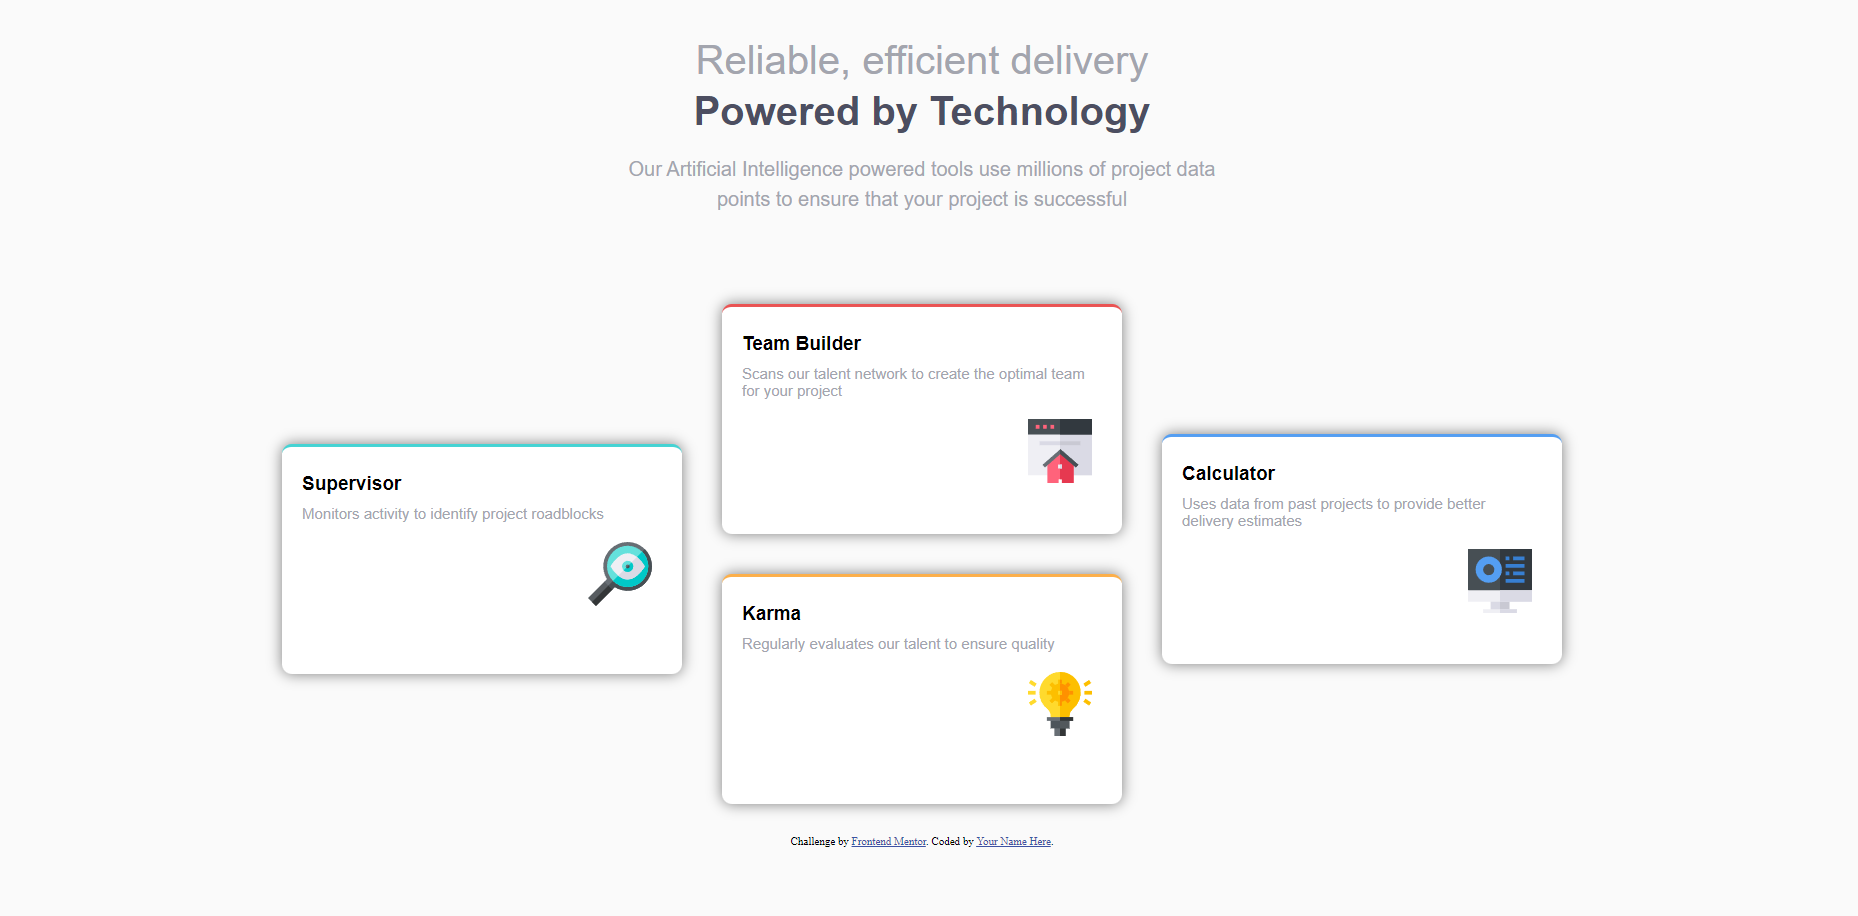 Reliable, efficient delivery
Powered by Technology
Our Artificial Intelligence powered tools use millions of project data
points to ensure that your project is successful
Team Builder
Scans our talent network to create the optimal team
for your project
Supervisor
Monitors activity to identify project roadblocks
Calculator
Uses data from past projects to provide better
delivery estimates
Karma
Regularly evaluates our talent to ensure quality
Challenge by Frontend Mentor. Coded by Your Name Here.